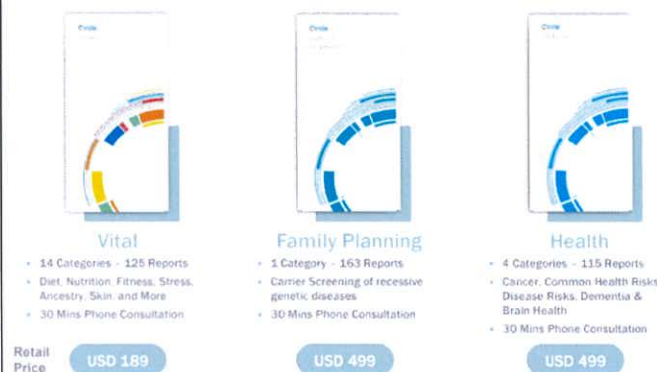 Circle
Circle
Circle
Vital
14 Categories - 125 Reports
Diet, Nutrition, Fitness, Stress,
Ancestry, Skin, and More
30 Mins Phone Consultation
Family Planning
1 Category - 163 Reports
Carrier Screening of recessive
genetic diseases
30 Mins Phone Consultation
Health
4 Categories - 115 Reports
Cancer, Common Health Risks
Disease Risks, Dementia &
Brain Health
30 Mins Phone Consultation
Retail
Price
USD 189
USD 499
USD 499